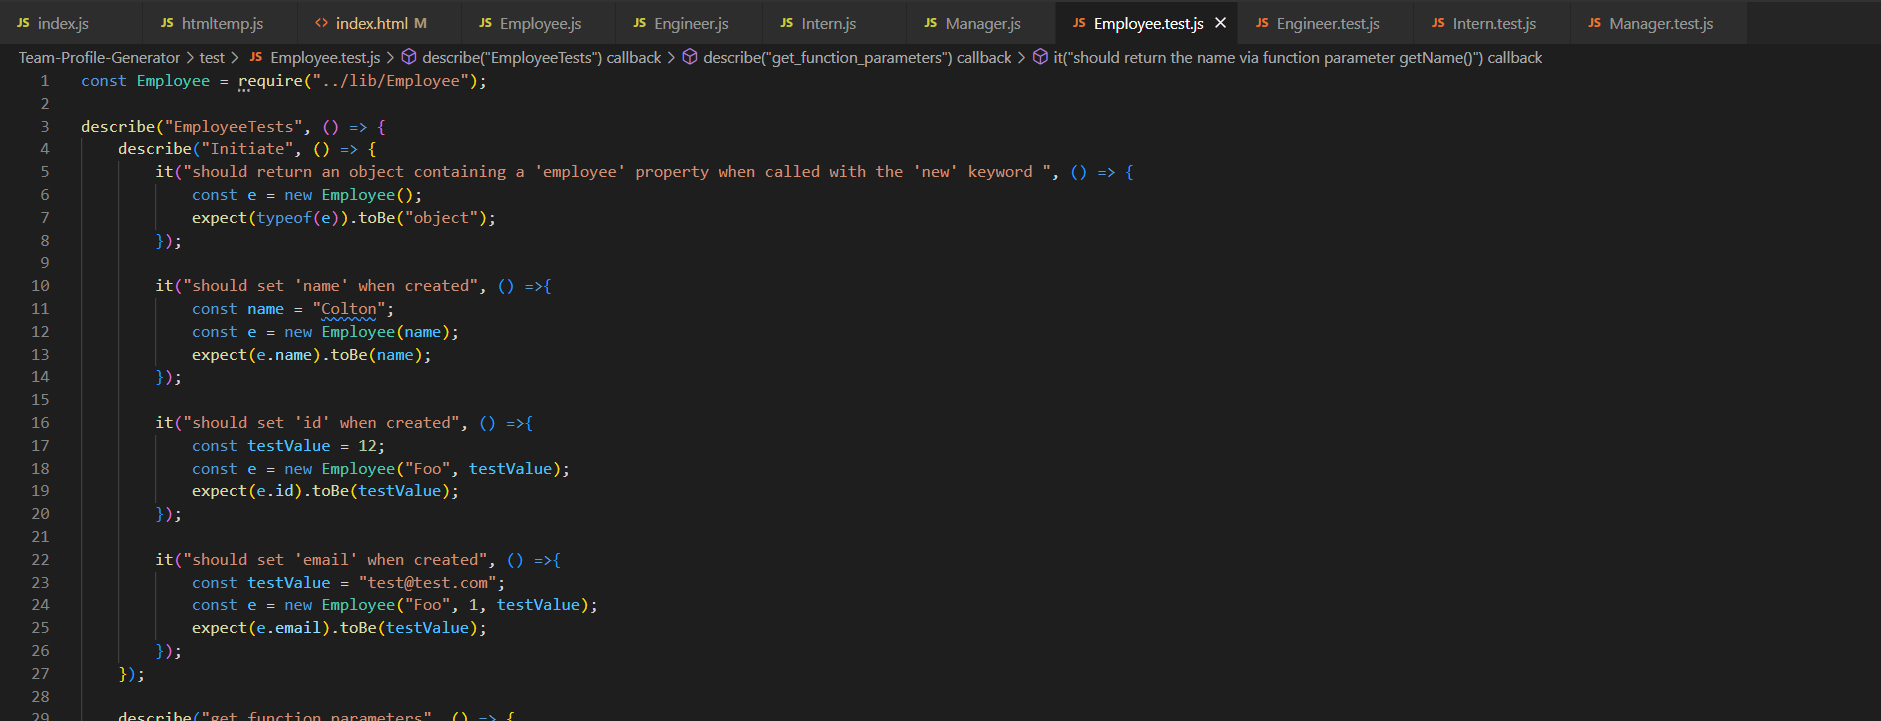 JS index.js JS htmltemp.js <> index.html M JS Employee.js JS Engineer.js JS Intern.js JS Manager.js JS Employee.test.js × JS Engineer.test.js JS Intern.test.js JS Manager.test.js
Team-Profile-Generator > test > JS Employee.test.js > describe("EmployeeTests") callback > describe("get_function_parameters") callback > it("should return the name via function parameter getName()") callback
1 const Employee = require("../lib/Employee");
2
3 describe("EmployeeTests", () => {
4 describe("Initiate", () => {
5 it("should return an object containing a 'employee' property when called with the 'new' keyword ", () => {
6 const e = new Employee();
7 expect(typeof(e)).toBe("object");
8 });
9
10 it("should set 'name' when created", () =>{
11 const name = "Colton";
12 const e = new Employee(name);
13 expect(e.name).toBe(name);
14 });
15
16 it("should set 'id' when created", () =>{
17 const testValue = 12;
18 const e = new Employee("Foo", testValue);
19 expect(e.id).toBe(testValue);
20 });
21
22 it("should set 'email' when created", () =>{
23 const testValue = "test@test.com";
24 const e = new Employee("Foo", 1, testValue);
25 expect(e.email).toBe(testValue);
26 });
27 });
28
29 describe("get_function_parameters", () => {